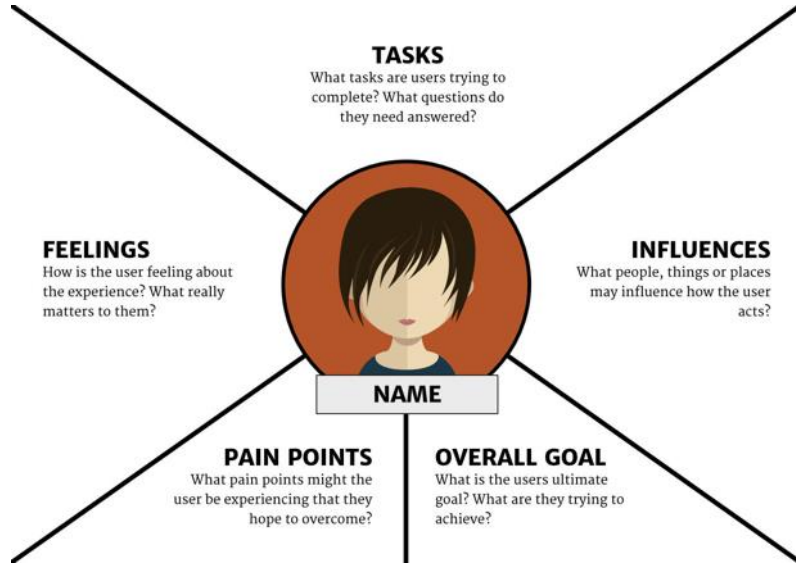 TASKS
What tasks are users trying to
complete? What questions do
they need answered?
FEELINGS
How is the user feeling about
the experience? What really
matters to them?
INFLUENCES
What people, things or places
may influence how the user
acts?
NAME
PAIN POINTS
What pain points might the
user be experiencing that they
hope to overcome?
OVERALL GOAL
What is the users ultimate
goal? What are they trying to
achieve?